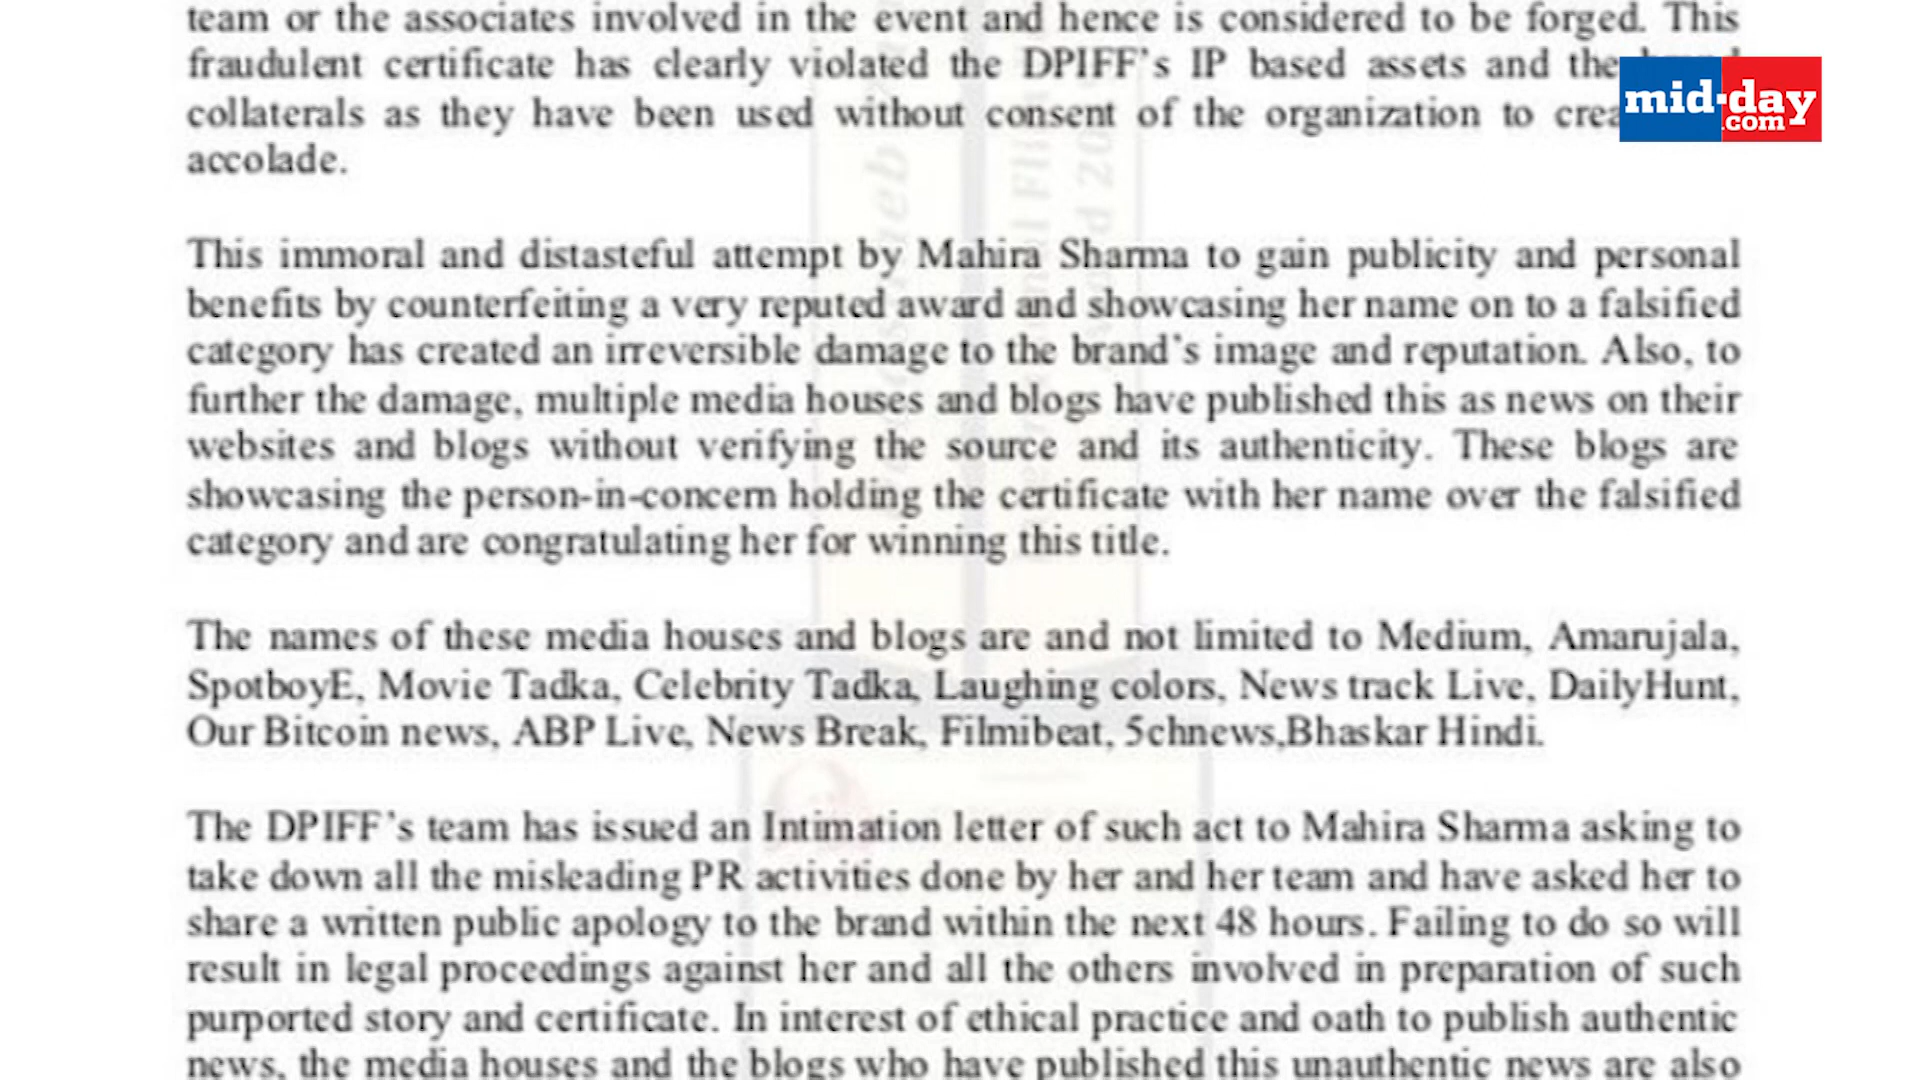 team or the associates involved in the event and hence is considered to be forged. This
fraudulent certificate has clearly violated the DPIFF's IP based assets and the
collaterals as they have been used without consent of the organization to
accolade.
mid-day
.com
This immoral and distasteful attempt by Mahira Sharma to gain publicity and personal
benefits by counterfeiting a very reputed award and showcasing her name on to a falsified
category has created an irreversible damage to the brand's image and reputation. Also, to
further the damage, multiple media houses and blogs have published this as news on their
websites and blogs without verifying the source and its authenticity. These blogs are
showcasing the person-in-concern holding the certificate with her name over the falsified
category and are congratulating her for winning this title.
The names of these media houses and blogs are and not limited to Medium, Amarujala,
SpotboyE, Movie Tadka, Celebrity Tadka, Laughing colors, News track Live, DailyHunt,
Our Bitcoin news, ABP Live, News Break, Filmibeat, 5chnews,Bhaskar Hindi.
The DPIFF's team has issued an Intimation letter of such act to Mahira Sharma asking to
take down all the misleading PR activities done by her and her team and have asked her to
share a written public apology to the brand within the next 48 hours. Failing to do so will
result in legal proceedings against her and all the others involved in preparation of such
purported story and certificate. In interest of ethical practice and oath to publish authentic
news, the media houses and the blogs who have published this unauthentic news are also